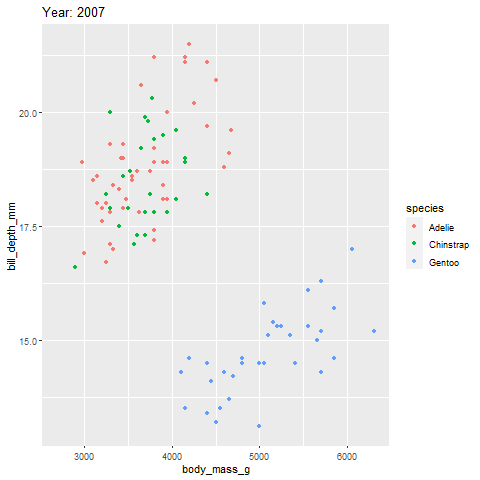 Year: 2007
bill_depth_mm
20.0
17.5
15.0
3000 4000 5000 6000
body_mass_g
species
Adelie
Chinstrap
Gentoo